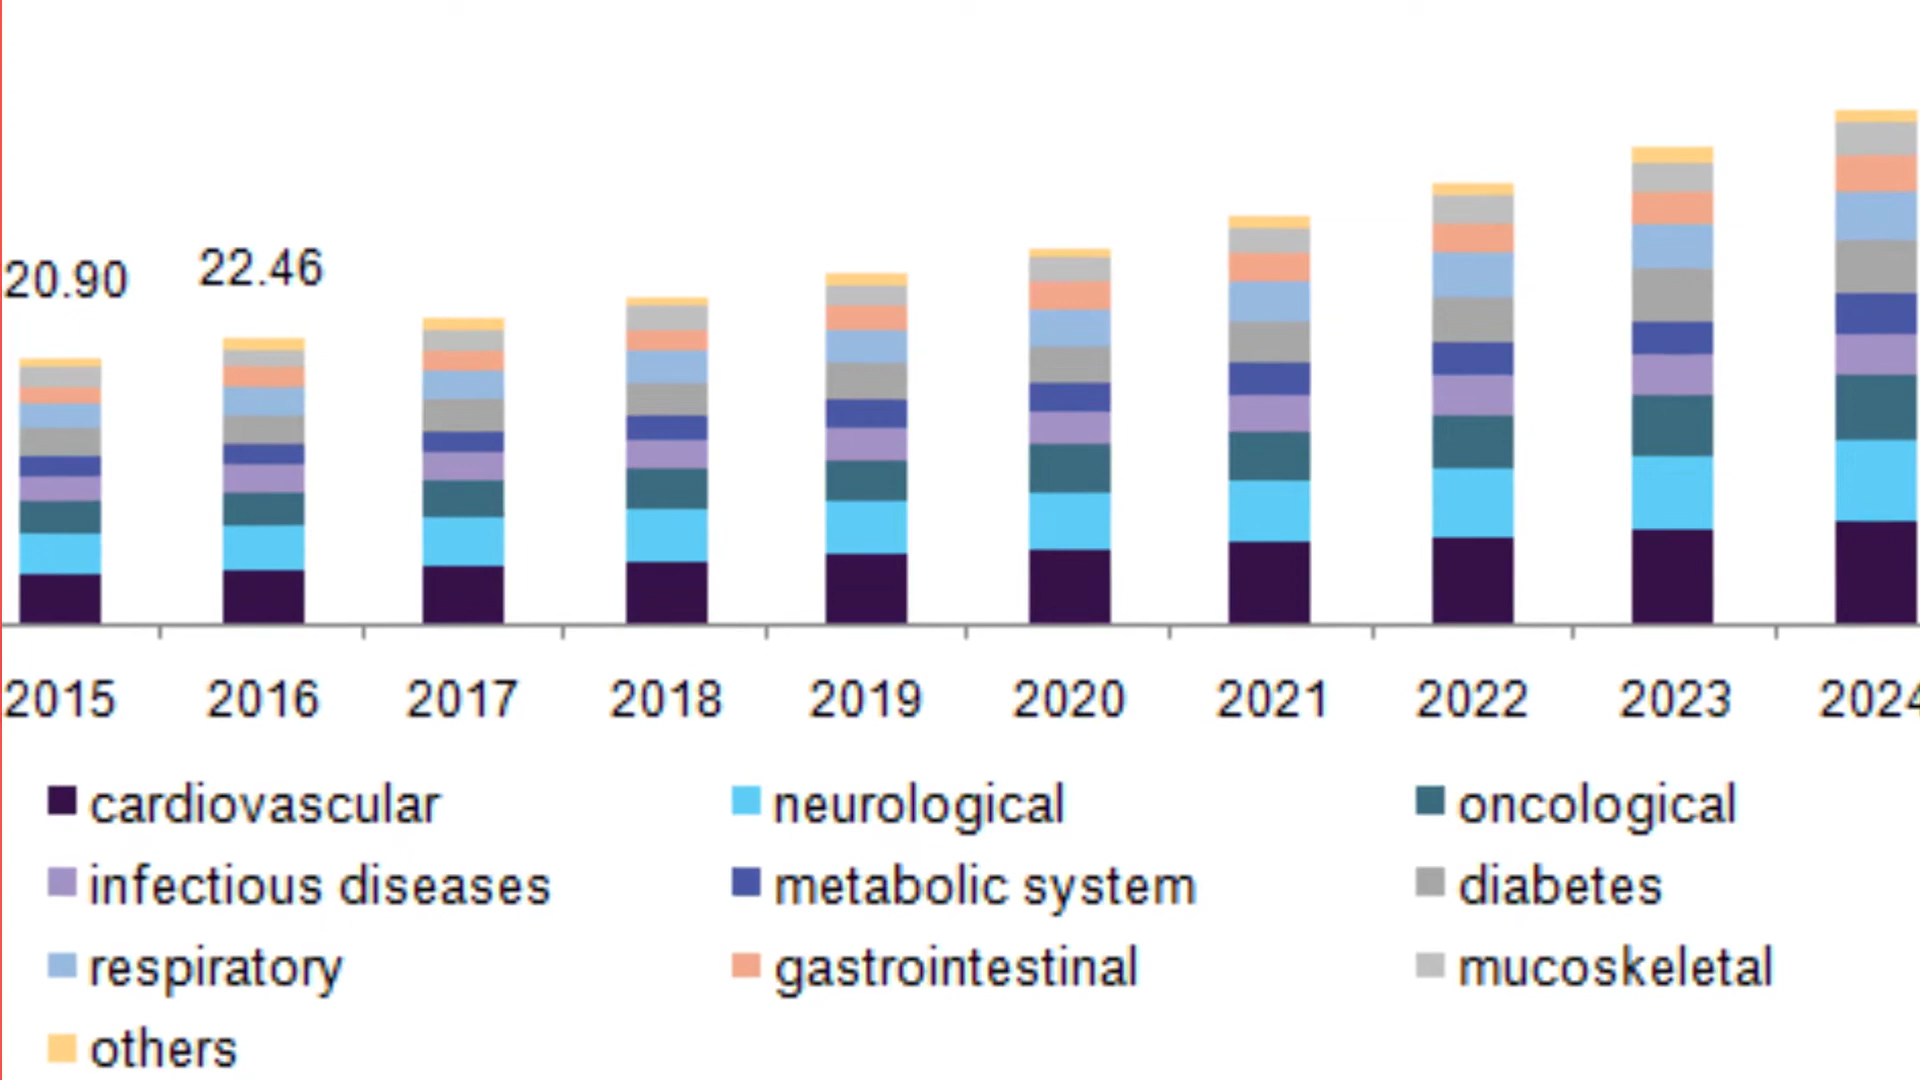 20.90 22.46
2015 2016 2017 2018 2019 2020 2021 2022 2023 2024
cardiovascular neurological oncological
infectious diseases metabolic system diabetes
respiratory gastrointestinal mucoskeletal
others